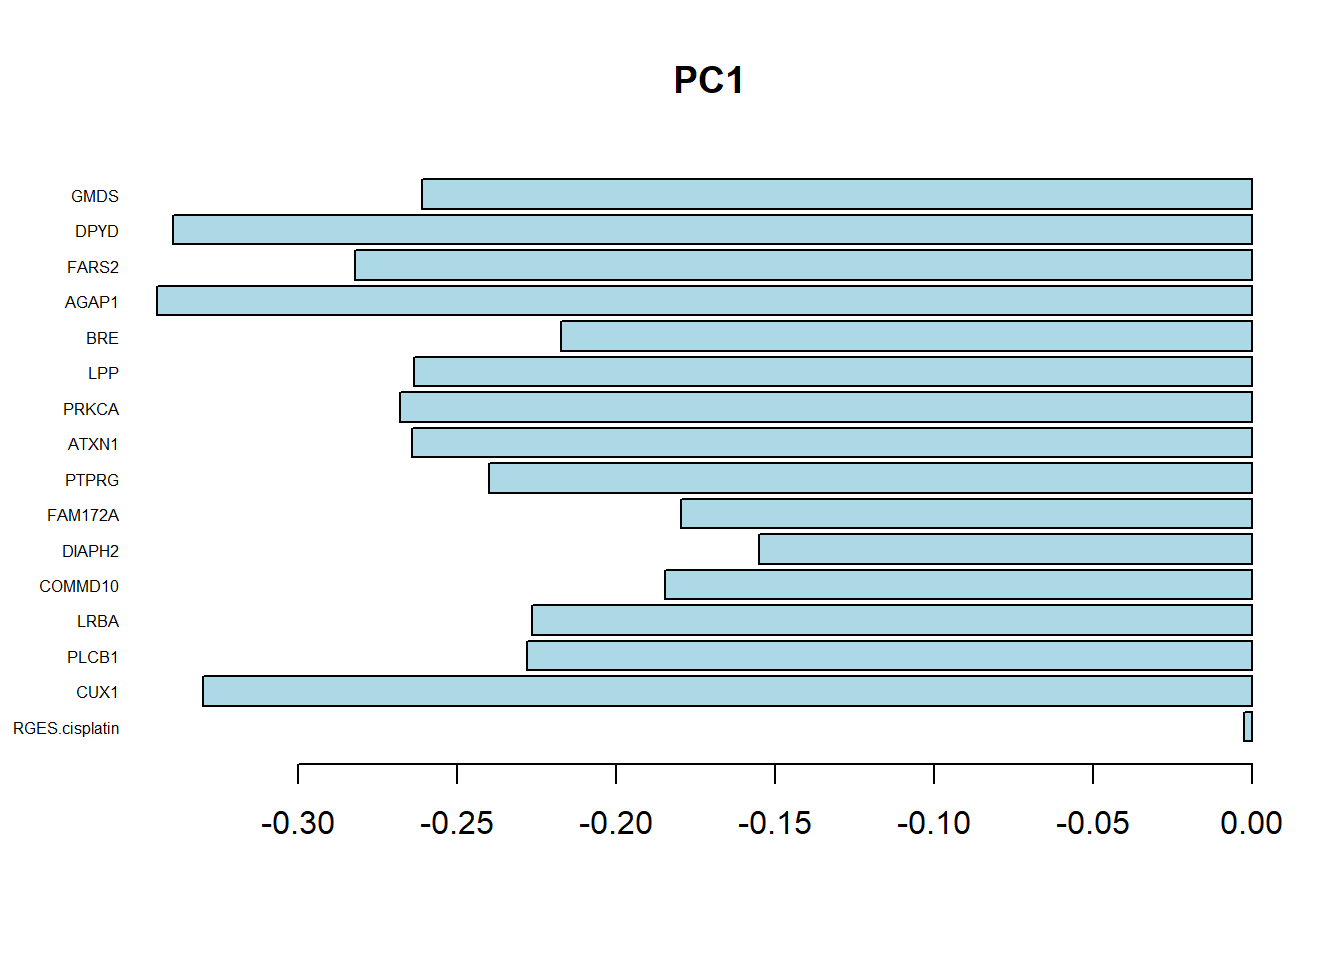 PC1
GMDS
DPYD
FARS2
AGAP1
BRE
LPP
PRKCA
ATXN1
PTPRG
FAM172A
DIAPH2
COMMD10
LRBA
PLCB1
CUX1
RGES.cisplatin
-0.30 -0.25 -0.20 -0.15 -0.10 -0.05 0.00